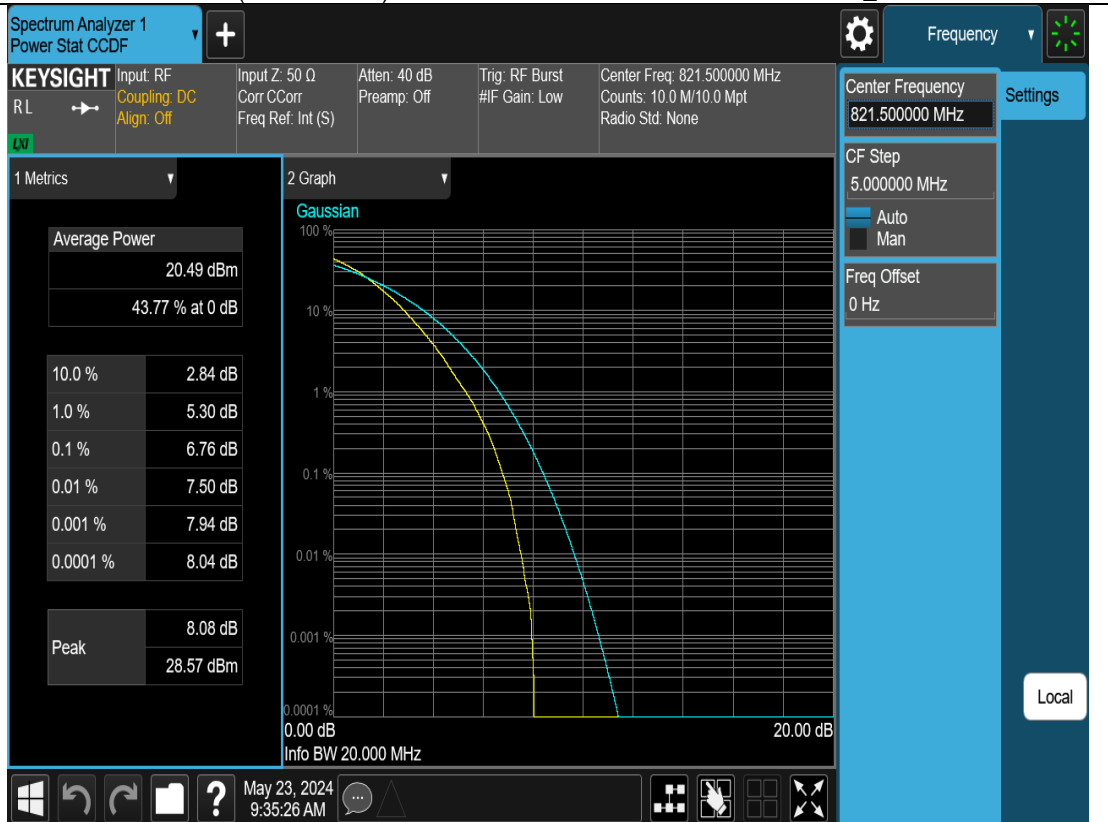 Spectrum Analyzer 1
Power Stat CCDF
+
Frequency
KEYSIGHT
RL
LXI
Input: RF
Coupling: DC
Align: Off
Input Z: 50 Ω
Corr CCorr
Freq Ref: Int (S)
Atten: 40 dB
Preamp: Off
Trig: RF Burst
#IF Gain: Low
Center Freq: 821.500000 MHz
Counts: 10.0 M/10.0 Mpt
Radio Std: None
Center Frequency
821.500000 MHz
Settings
CF Step
5.000000 MHz
Auto
Man
Freq Offset
0 Hz
1 Metrics
Average Power
20.49 dBm
43.77 % at 0 dB
10.0 % 2.84 dB
1.0 % 5.30 dB
0.1 % 6.76 dB
0.01 % 7.50 dB
0.001 % 7.94 dB
0.0001 % 8.04 dB
Peak
8.08 dB
28.57 dBm
2 Graph
Gaussian
100 %
10 %
1 %
0.1 %
0.01 %
0.001 %
0.0001 %
0.00 dB 20.00 dB
Info BW 20.000 MHz
Local
?
May 23, 2024
9:35:26 AM